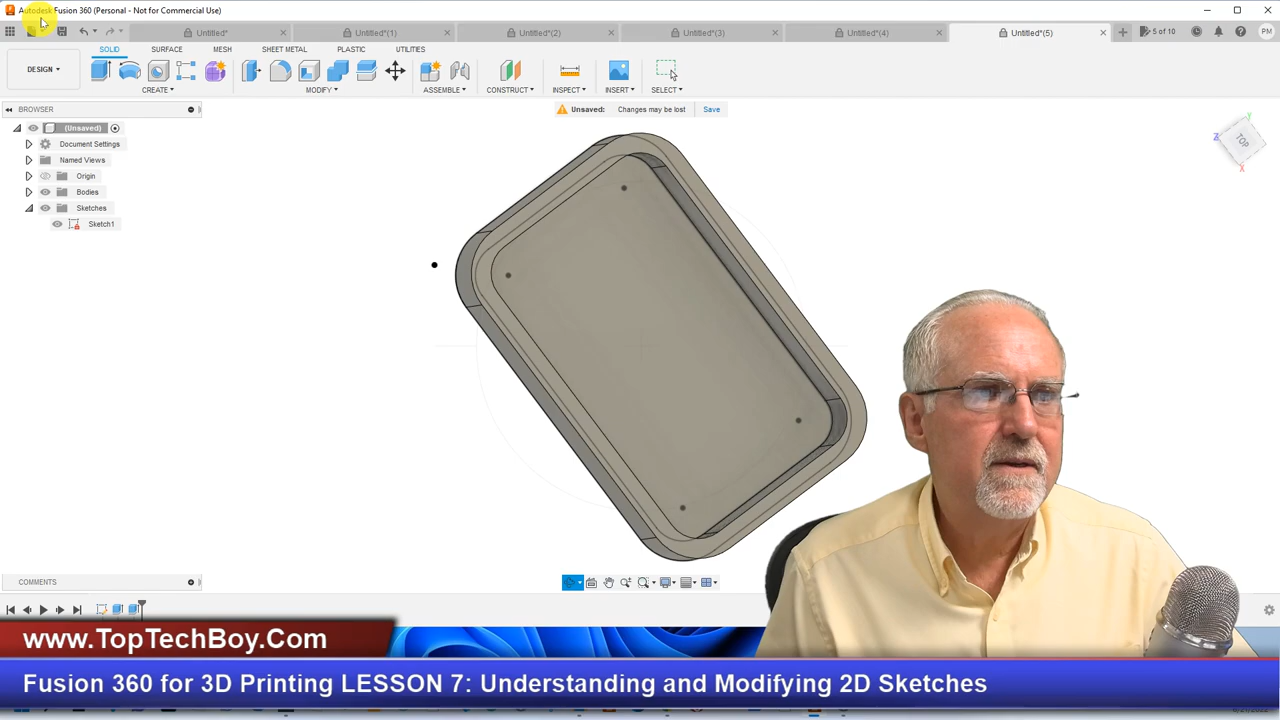 Autodesk Fusion 360 (Personal - Not for Commercial Use)
Untitled*
Untitled*(1)
Untitled*(2)
Untitled*(3)
Untitled*(4)
Untitled*(5)
5 of 10
PM
SOLID
SURFACE
MESH
SHEET METAL
PLASTIC
UTILITIES
DESIGN
CREATE
MODIFY
ASSEMBLE
CONSTRUCT
INSPECT
INSERT
SELECT
BROWSER
Unsaved:
Changes may be lost
Save
(Unsaved)
Document Settings
Named Views
Origin
Bodies
Sketches
Sketch1
Y
Z
TOP
X
COMMENTS
www.TopTechBoy.Com
Fusion 360 for 3D Printing LESSON 7: Understanding and Modifying 2D Sketches